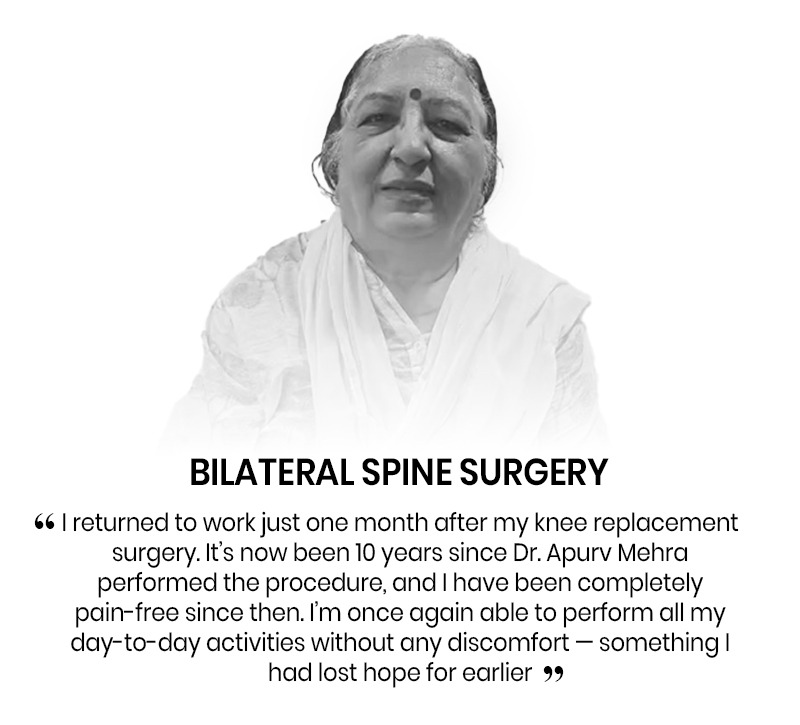 BILATERAL SPINE SURGERY
“ I returned to work just one month after my knee replacement
surgery. It’s now been 10 years since Dr. Apurv Mehra
performed the procedure, and I have been completely
pain-free since then. I’m once again able to perform all my
day-to-day activities without any discomfort — something I
had lost hope for earlier ”